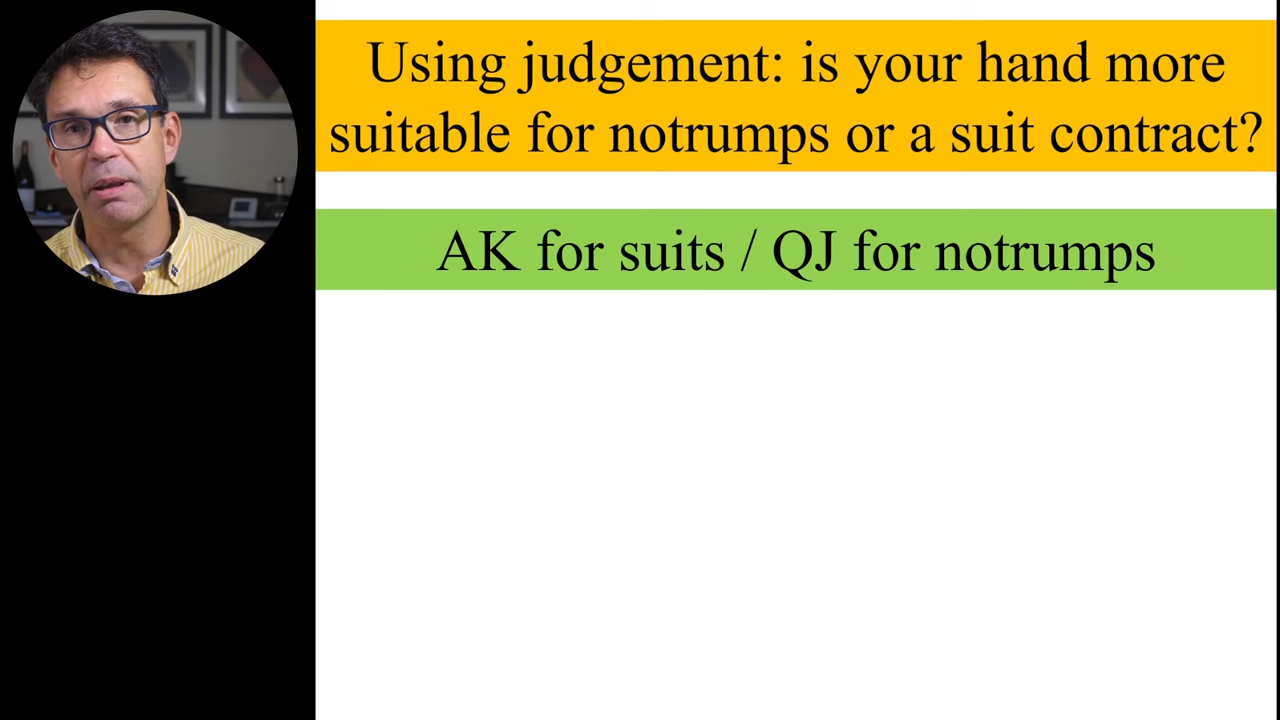 Using judgement: is your hand more
suitable for notrumps or a suit contract?
AK for suits / QJ for notrumps